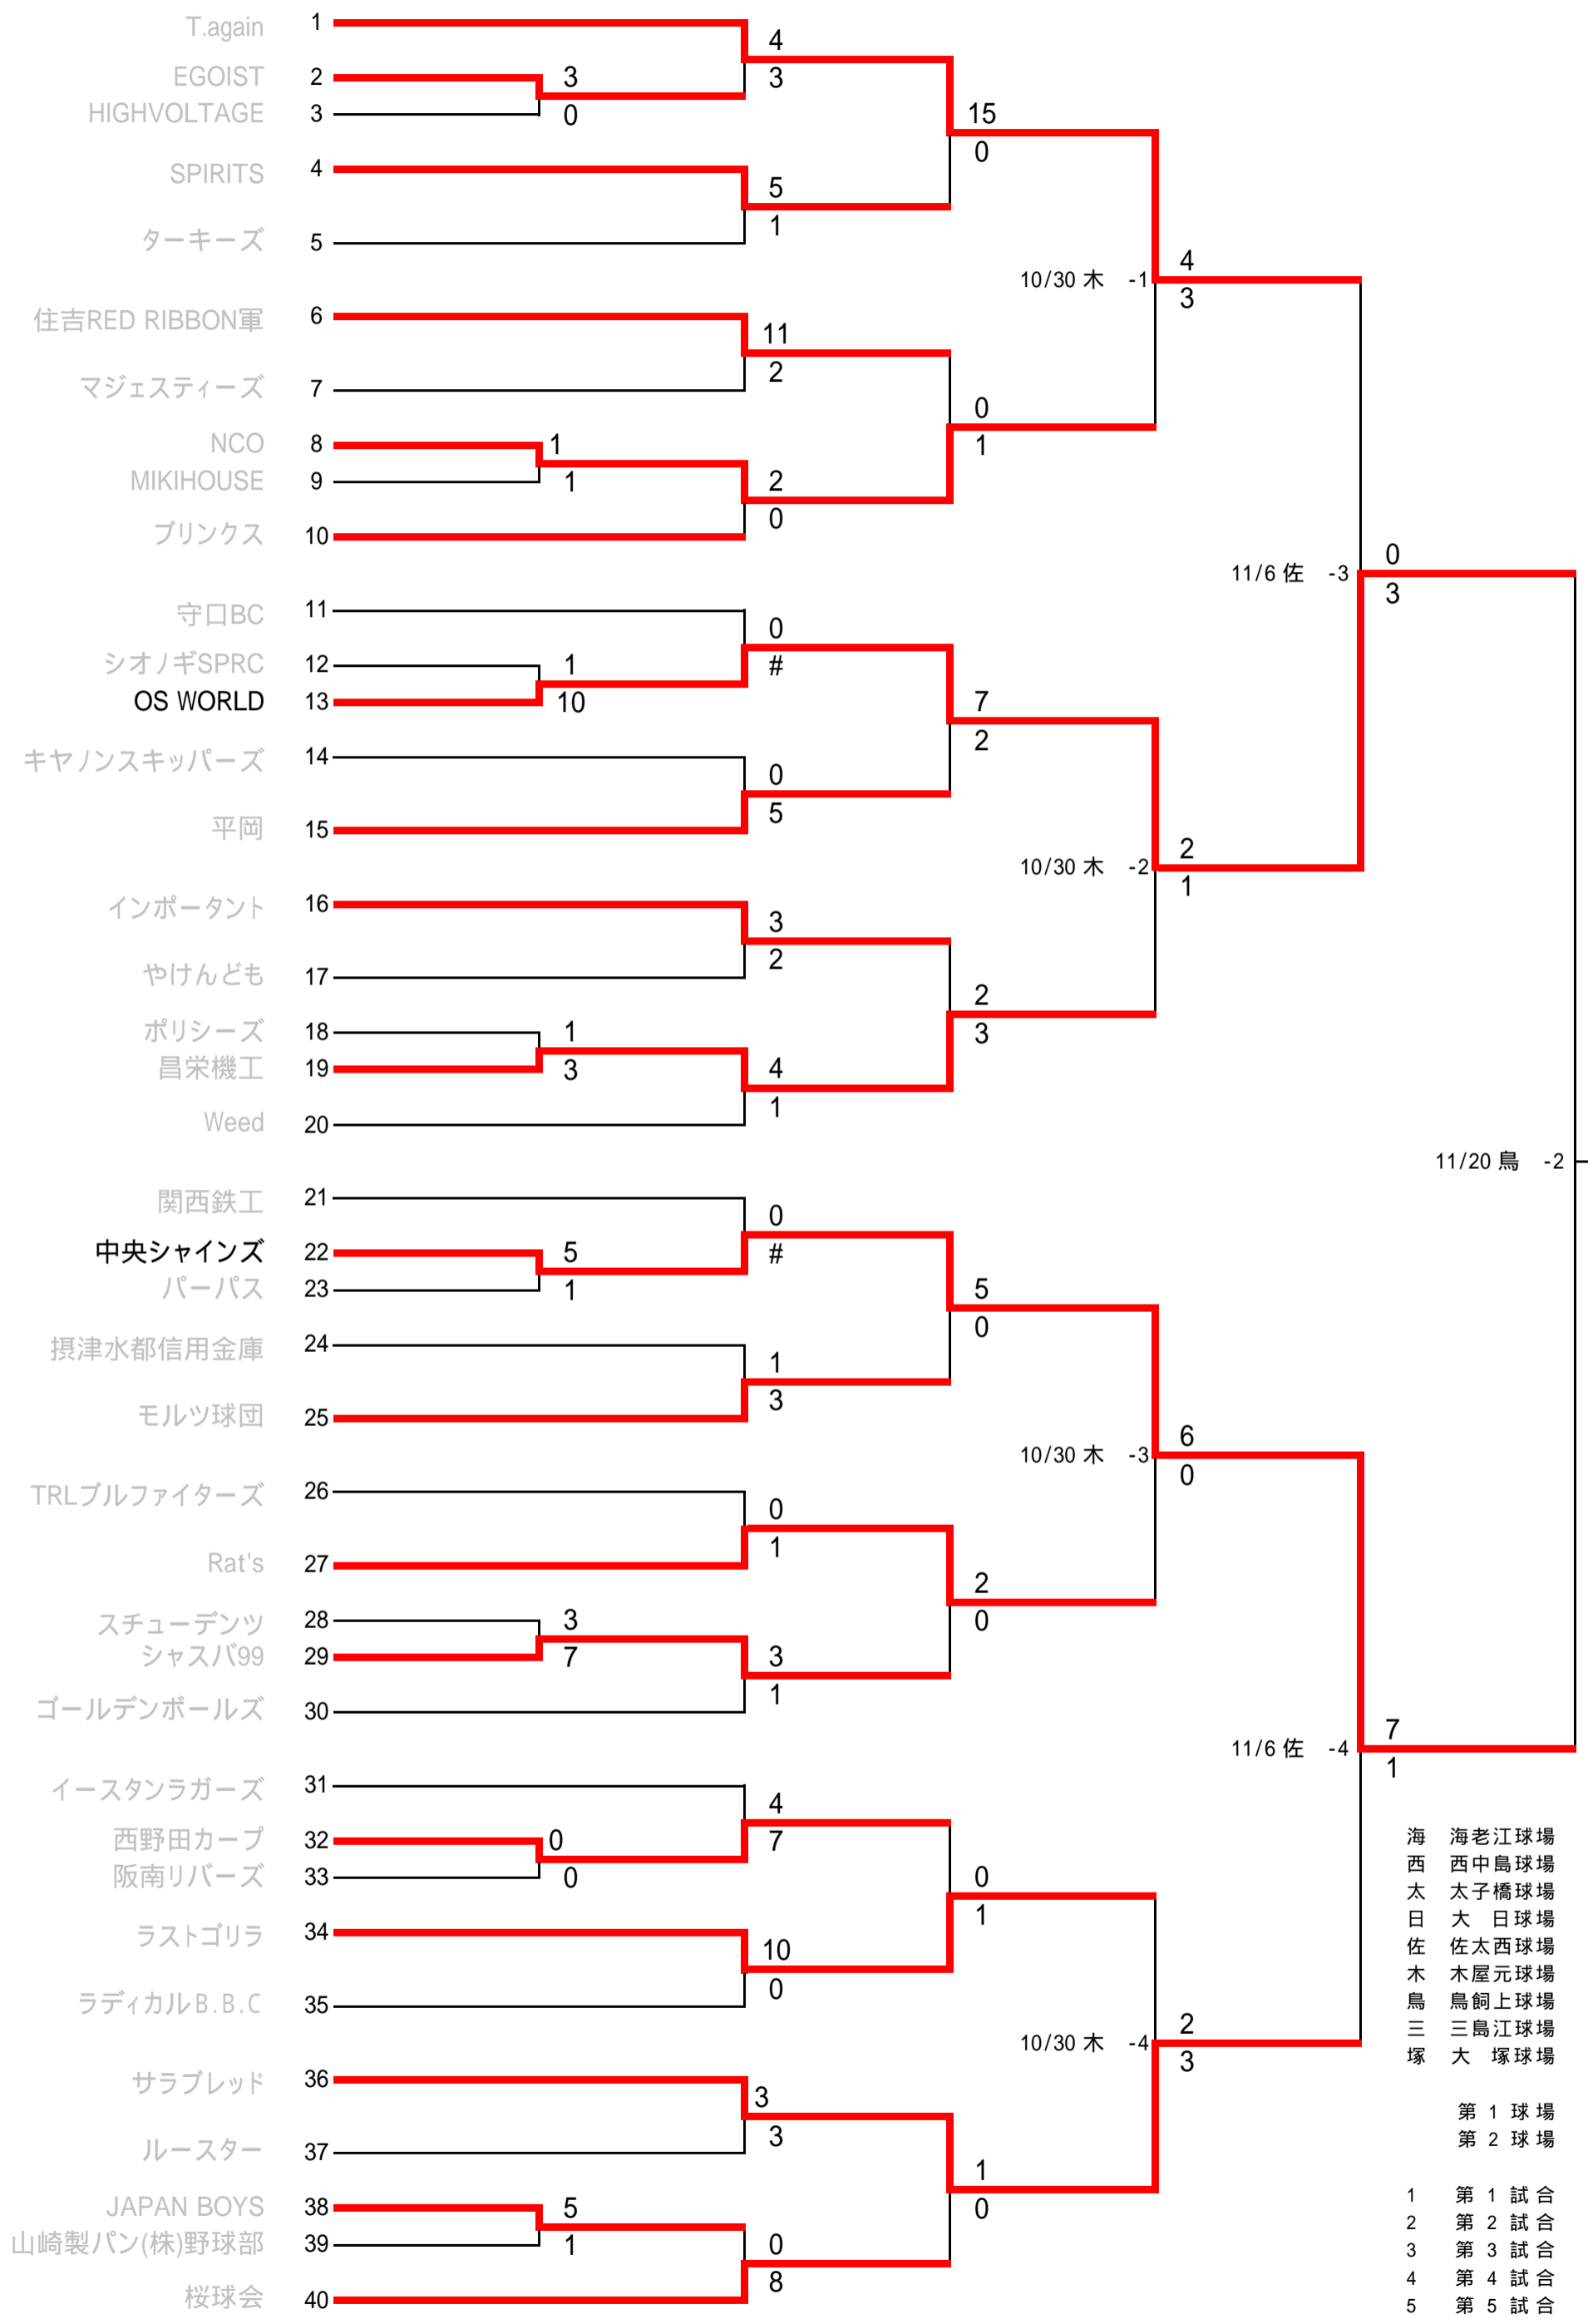 T.again 1
4
EGOIST 2 3 3
HIGHVOLTAGE 3 0
15
0
SPIRITS 4
5
1
ターキーズ 5
4
10/30 木 -1
3
住吉RED RIBBON軍 6
11
2
マジェスティーズ 7
0
NCO 8 1 1
MIKIHOUSE 9 1 2
0
ブリンクス 10
0
11/6 佐 -3
3
守口BC 11
0
シオノギSPRC 12 1 #
OS WORLD 13 10 7
2
キヤノンスキッパーズ 14
0
5
平岡 15
2
10/30 木 -2
1
インポータント 16
3
2
やけんども 17
2
ポリシーズ 18 1 3
昌栄機工 19 3 4
1
Weed 20
11/20 鳥 -2
関西鉄工 21
0
中央シャインズ 22 5 #
パーパス 23 1 5
0
摂津水都信用金庫 24
1
3
モルツ球団 25
6
10/30 木 -3
0
TRLブルファイターズ 26
0
1
Rat's 27
2
スチューデンツ 28 3 0
シャスバ99 29 7 3
1
ゴールデンボールズ 30
7
11/6 佐 -4
1
イースタンラガーズ 31
4
海 海老江球場
西野田カープ 32 0 7
西 西中島球場
阪南リバーズ 33 0 0
太 太子橋球場
1
日 大 日球場
ラストゴリラ 34
佐 佐太西球場
10
木 木屋元球場
0
ラディカルB.B.C 35
鳥 鳥飼上球場
2
三 三島江球場
10/30 木 -4
3
塚 大 塚球場
サラブレッド 36
3
第 1 球場
3
第 2 球場
ルースター 37
1
1 第 1 試合
JAPAN BOYS 38 5 0
2 第 2 試合
山崎製パン(株)野球部 39 1 0
3 第 3 試合
8
4 第 4 試合
桜球会 40
5 第 5 試合